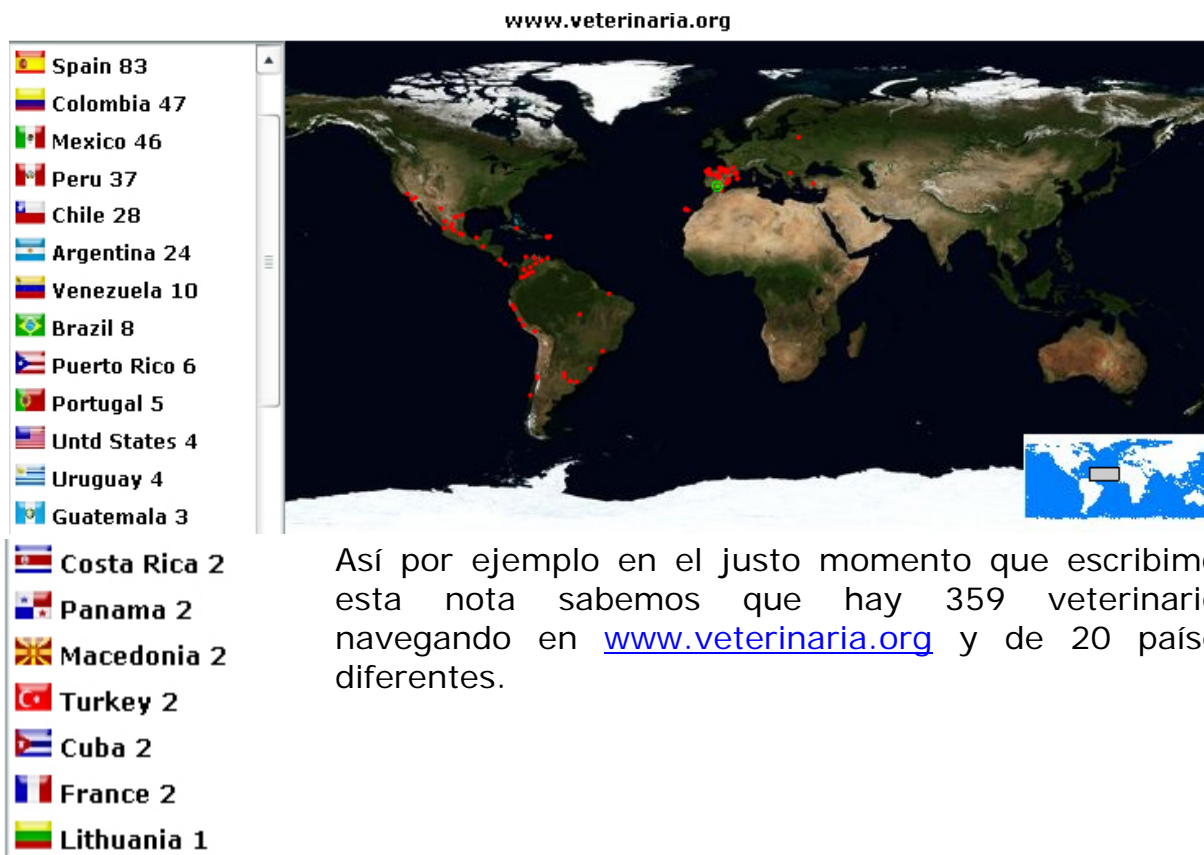 www.veterinaria.org
Spain 83
Colombia 47
Mexico 46
Peru 37
Chile 28
Argentina 24
Venezuela 10
Brazil 8
Puerto Rico 6
Portugal 5
Untd States 4
Uruguay 4
Guatemala 3
Costa Rica 2
Panama 2
Macedonia 2
Turkey 2
Cuba 2
France 2
Lithuania 1
Así por ejemplo en el justo momento que
esta nota sabemos que hay 359
navegando en www.veterinaria.org y de 20
diferentes.